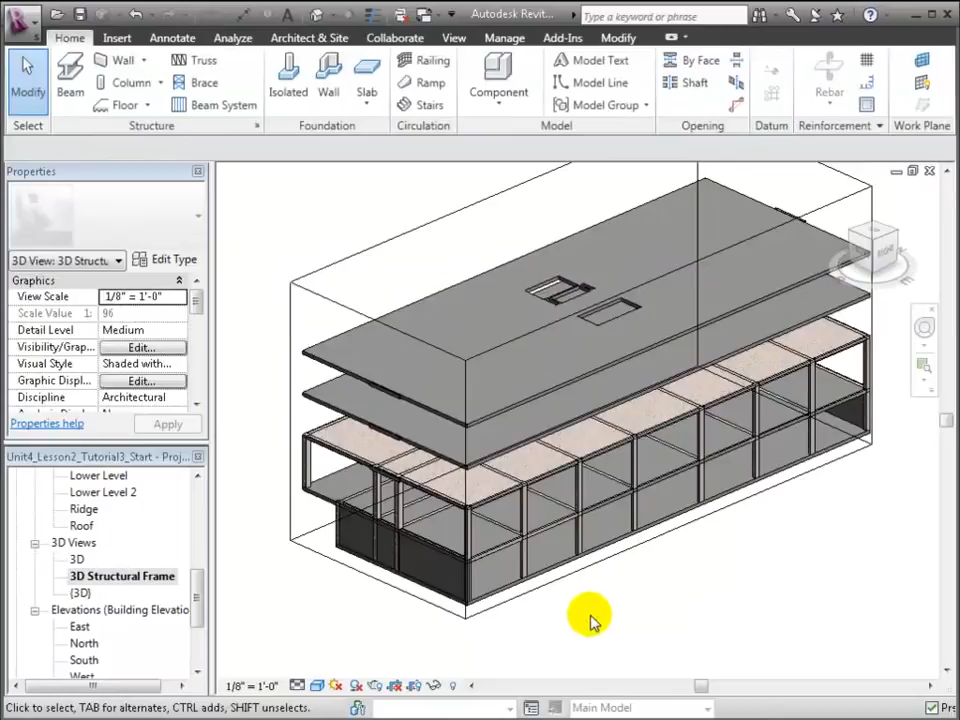 Autodesk Revit...
Type a keyword or phrase
Home Insert Annotate Analyze Architect & Site Collaborate View Manage Add-Ins Modify
Modify Beam Wall Truss Isolated Wall Slab Railing Component Model Text By Face Rebar
Column Brace Ramp Model Line Shaft
Floor Beam System Stairs Model Group
Select Structure Foundation Circulation Model Opening Datum Reinforcement Work Plane
Properties
3D View: 3D Structu Edit Type
Graphics
View Scale 1/8" = 1'-0"
Scale Value 1: 96
Detail Level Medium
Visibility/Grap... Edit...
Visual Style Shaded with...
Graphic Displ... Edit...
Discipline Architectural
Properties help Apply
Unit4_Lesson2_Tutorial3_Start - Proj...
Lower Level
Lower Level 2
Ridge
Roof
3D Views
3D
3D Structural Frame
{3D}
Elevations (Building Elevatio
East
North
South
West
1/8" = 1'-0"
Click to select, TAB for alternates, CTRL adds, SHIFT unselects.
Main Model
Pre